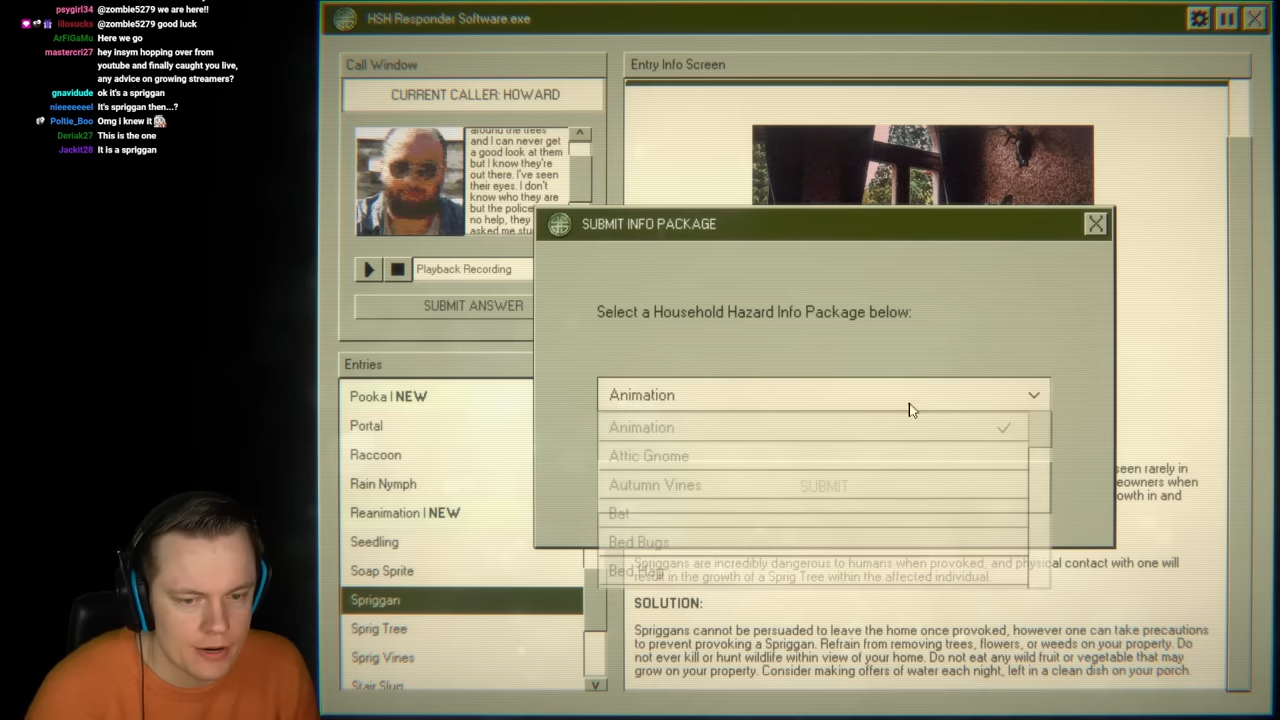 psygirl34 @zombie5279 we are here!!
lilosucks @zombie5279 good luck
ArFiGaMu Here we go
mastercri27 hey insym hopping over from
youtube and finally caught you live,
any advice on growing streamers?
gnavidude ok it's a spriggan
nieeeeeeel It's spriggan then...?
Poltie_Boo Omg i knew it
Deriak27 This is the one
Jackit28 It is a spriggan
HSH Responder Software.exe
Call Window
CURRENT CALLER: HOWARD
around the trees
and I can never get
a good look at them
but I know they're
out there. I've seen
their eyes. I don't
know who they are
but the police
no help, they
asked me
Playback Recording
SUBMIT ANSWER
Entries
Pooka | NEW
Portal
Raccoon
Rain Nymph
Reanimation | NEW
Seedling
Soap Sprite
Spriggan
Sprig Tree
Sprig Vines
Stair Slug
Entry Info Screen
SUBMIT INFO PACKAGE
Select a Household Hazard Info Package below:
Animation
Animation
Attic Gnome
Autumn Vines
SUBMIT
Bat
Bed Bugs
seen rarely in
eowners when
owth in and
Spriggans are incredibly dangerous to humans when provoked, and physical contact with one will
result in the growth of a Sprig Tree within the affected individual.
SOLUTION:
Spriggans cannot be persuaded to leave the home once provoked, however one can take precautions
to prevent provoking a Spriggan. Refrain from removing trees, flowers, or weeds on your property. Do
not ever kill or hunt wildlife within view of your home. Do not eat any wild fruit or vegetable that may
grow on your property. Consider making offers of water each night, left in a clean dish on your porch.